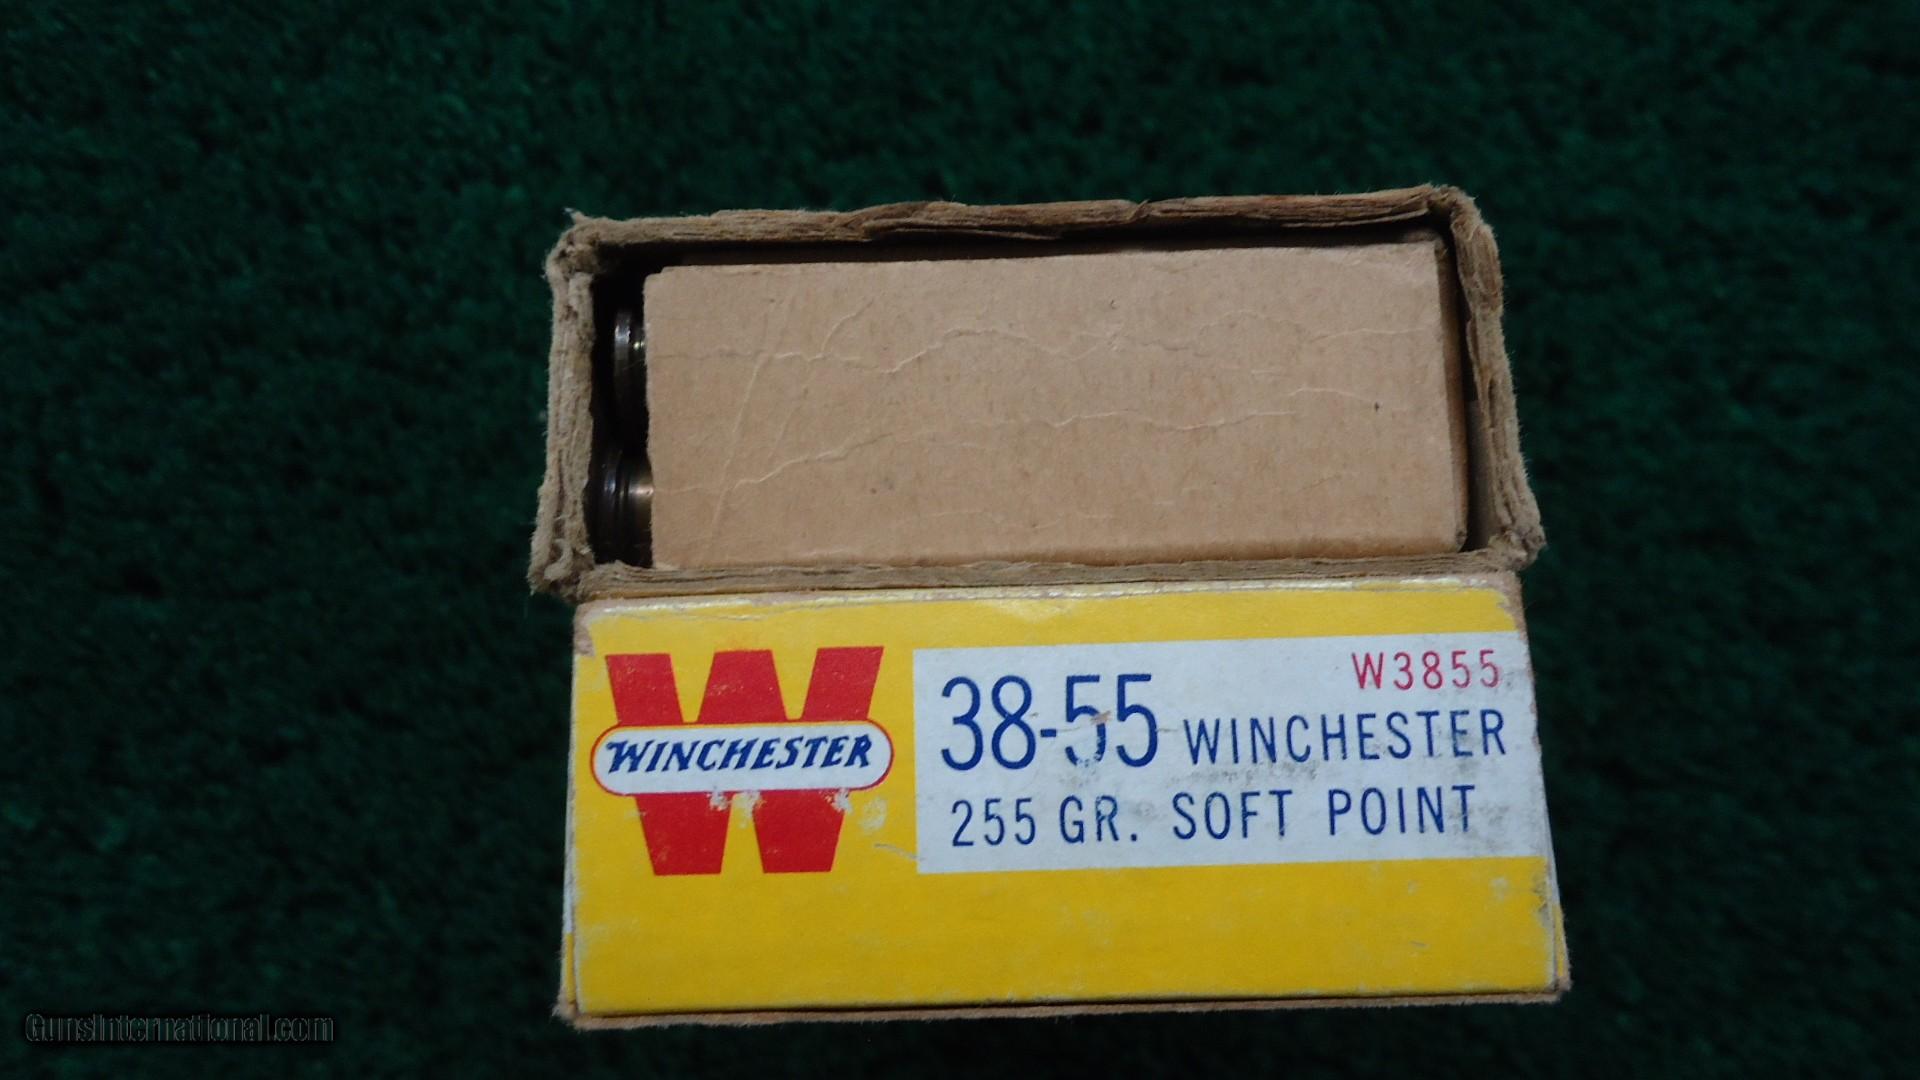 WINCHESTER
W3855
38-55 WINCHESTER
255 GR. SOFT POINT
GunsInternational.com